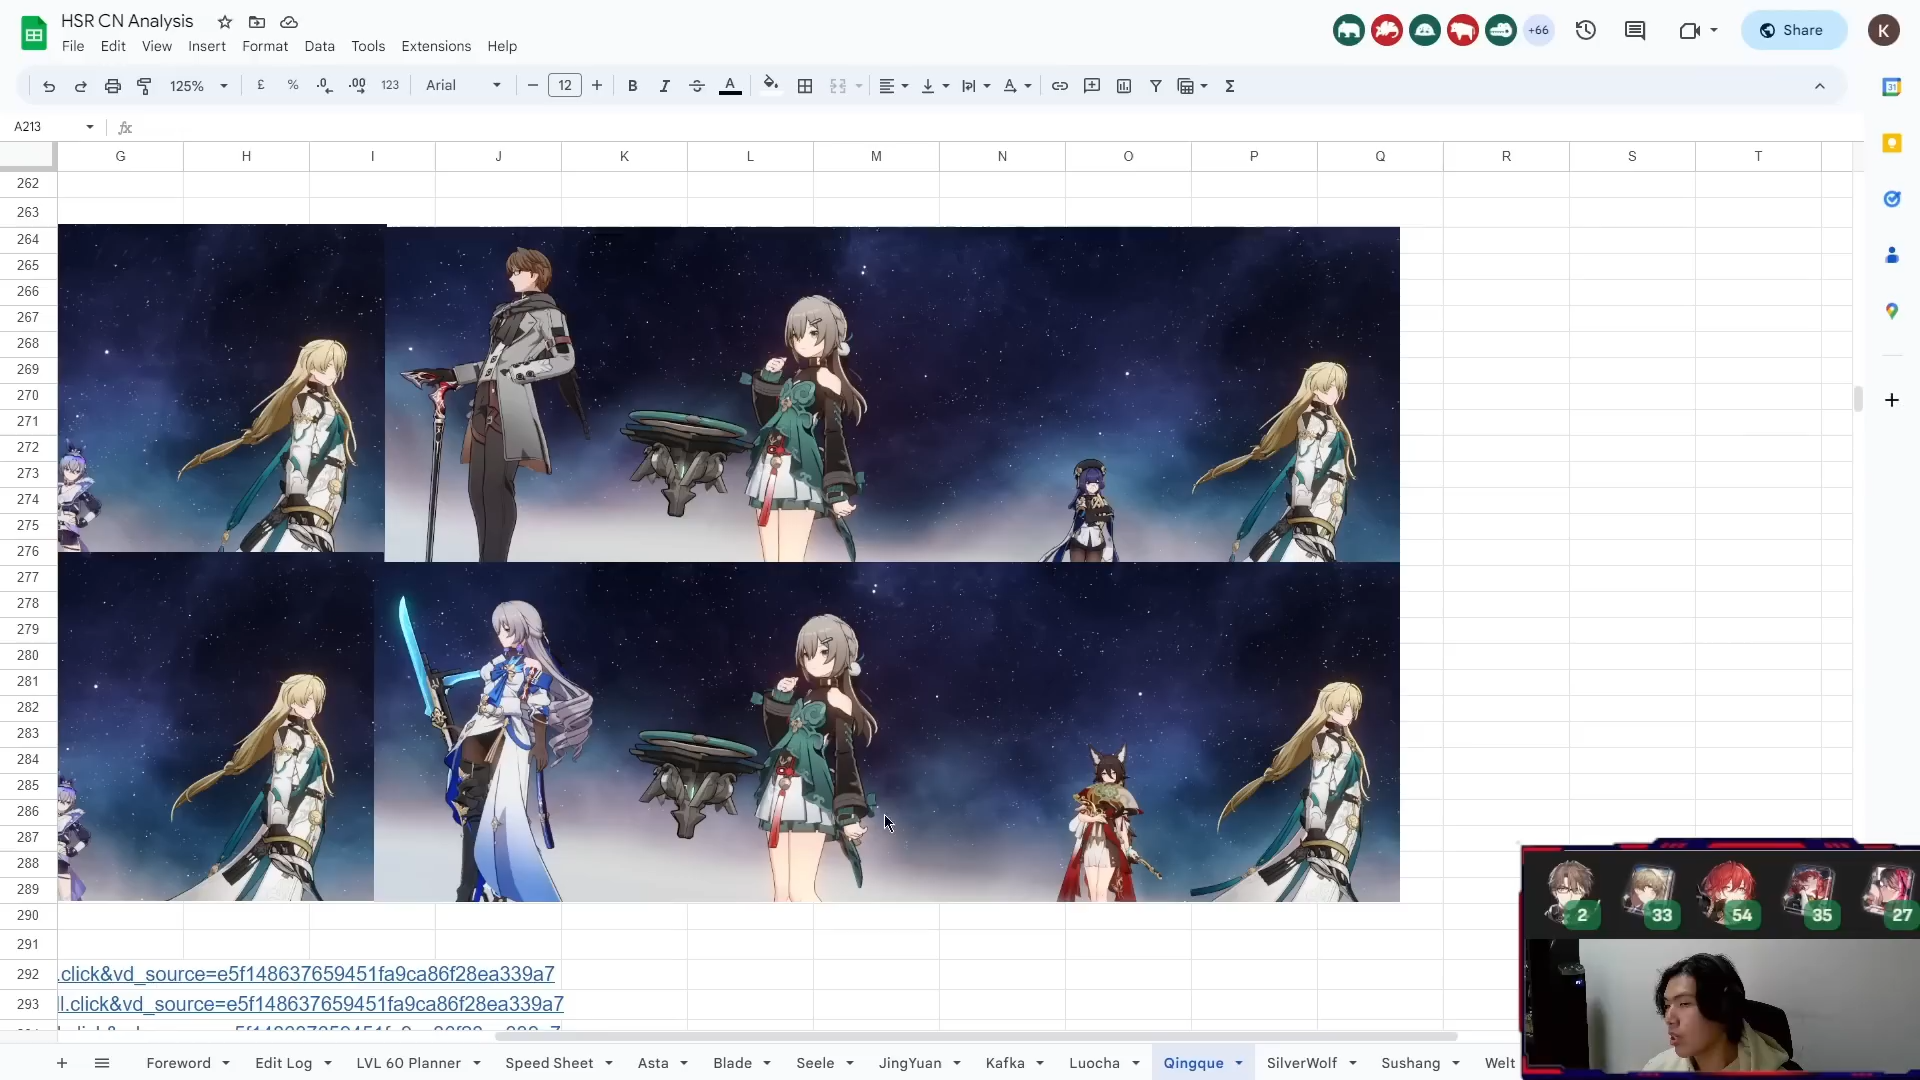 HSR CN Analysis
+66
Share
K
File Edit View Insert Format Data Tools Extensions Help
125% £ % .0 .00 123 Arial 12 B I A Σ
31
A213 fx
G H I J K L M N O P Q R S T
262
263
264
265
266
267
268
269
270
271
272
273
274
275
276
277
278
279
280
281
282
283
284
285
286
287
288
289
290
291
292 .click&vd_source=e5f148637659451fa9ca86f28ea339a7
293 ll.click&vd_source=e5f148637659451fa9ca86f28ea339a7
2 33 54 35 27
Foreword Edit Log LVL 60 Planner Speed Sheet Asta Blade Seele JingYuan Kafka Luocha Qingque SilverWolf Sushang Welt